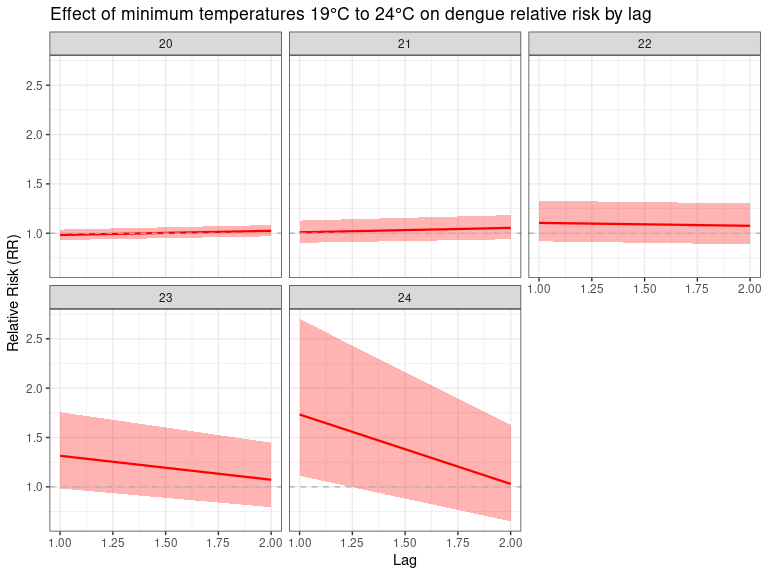 Effect of minimum temperatures 19°C to 24°C on dengue relative risk by lag
20 21 22
2.5
2.0
1.5
1.0
1.00 1.25 1.50 1.75 2.00
23 24
2.5
2.0
1.5
1.0
1.00 1.25 1.50 1.75 2.00 1.00 1.25 1.50 1.75 2.00
Relative Risk (RR)
Lag